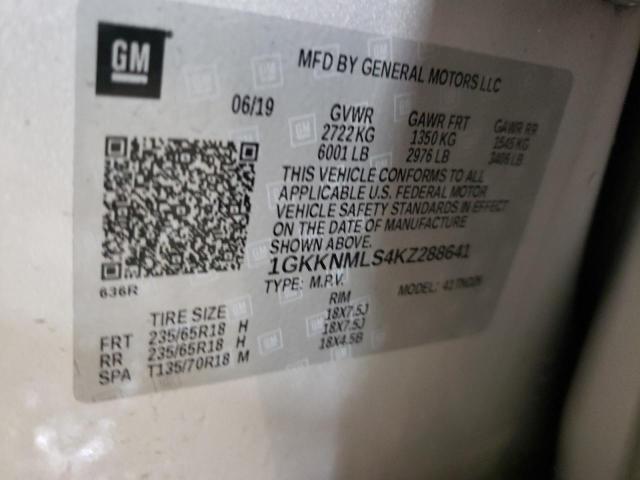 GM
MFD BY GENERAL MOTORS LLC
06/19 GVWR GAWR FRT GAWR RR
2722 KG 1350 KG 1545 KG
6001 LB 2976 LB 3406 LB
THIS VEHICLE CONFORMS TO ALL
APPLICABLE U.S. FEDERAL MOTOR
VEHICLE SAFETY STANDARDS IN EFFECT
ON THE DATE OF MANUFACTURE
SHOWN ABOVE.
1GKKNMLS4KZ288641
636R
TYPE: M.P.V. MODEL:
TIRE SIZE RIM
FRT 235/65R18 H 18X7.5J
RR 235/65R18 H 18X7.5J
SPA T135/70R18 M 18X4.5B